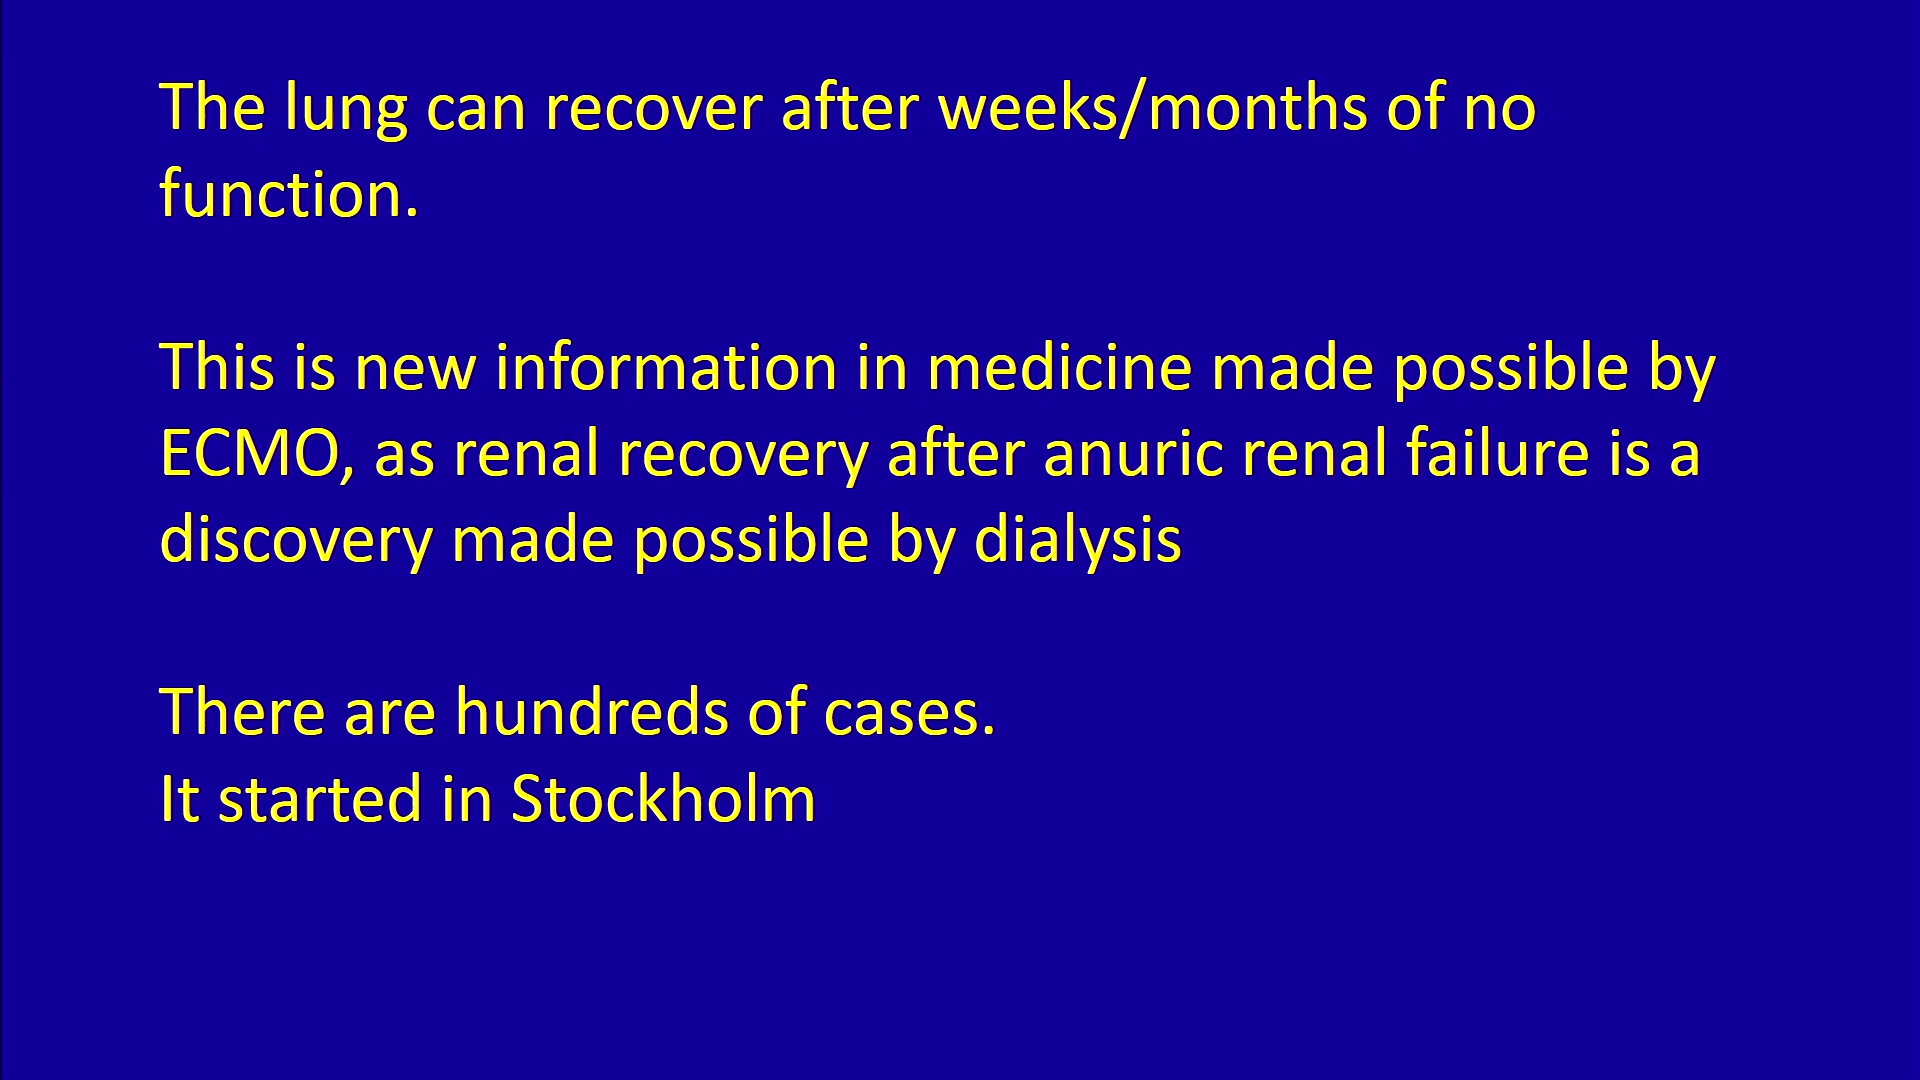 The lung can recover after weeks/months of no
function.
This is new information in medicine made possible by
ECMO, as renal recovery after anuric renal failure is a
discovery made possible by dialysis
There are hundreds of cases.
It started in Stockholm